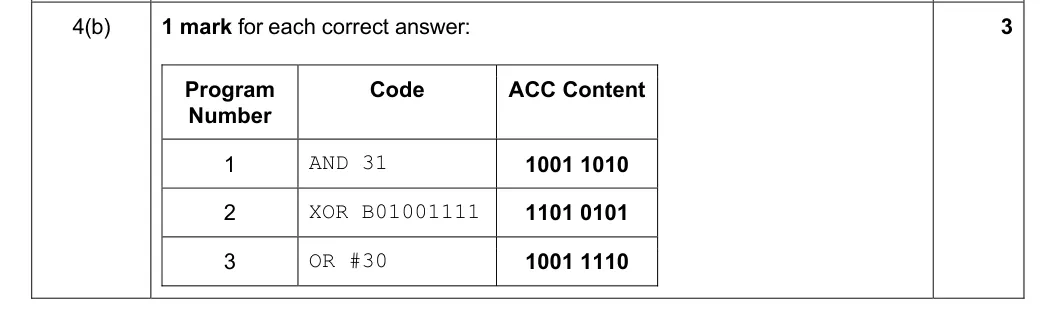 4(b) 1 mark for each correct answer: 3
Program Number Code ACC Content
1 AND 31 1001 1010
2 XOR B01001111 1101 0101
3 OR #30 1001 1110